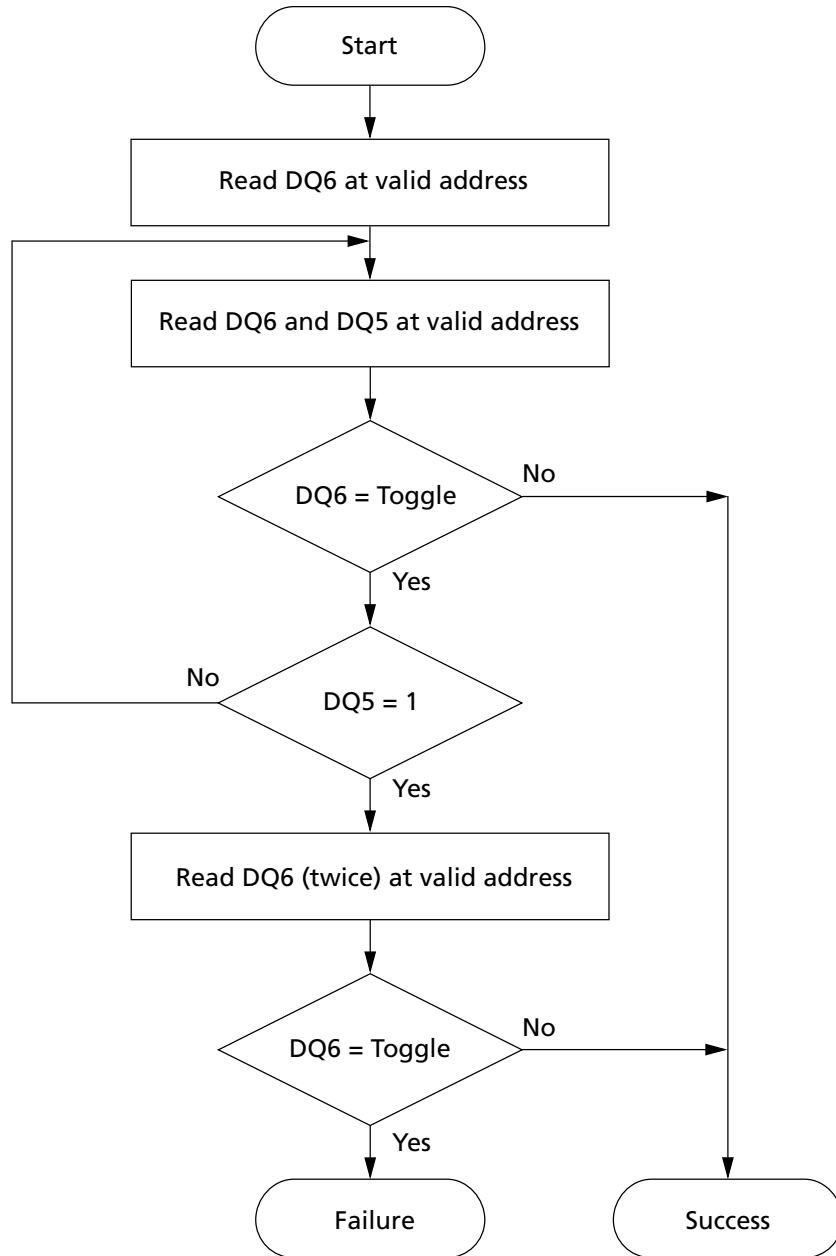 Start
Read DQ6 at valid address
Read DQ6 and DQ5 at valid address
DQ6 = Toggle
No
Yes
No
DQ5 = 1
Yes
Read DQ6 (twice) at valid address
DQ6 = Toggle
No
Yes
Failure
Success